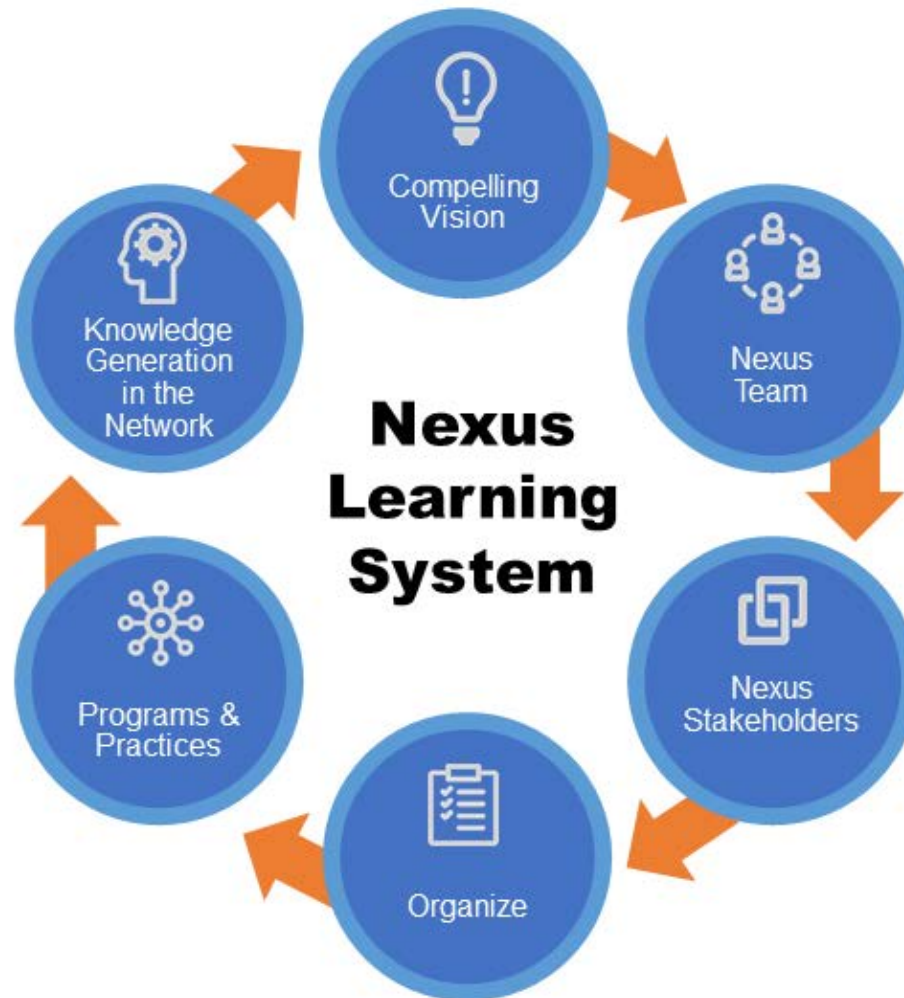 Compelling
Vision
Nexus
Team
Nexus
Stakeholders
Organize
Programs &
Practices
Knowledge
Generation
in the
Network
Nexus
Learning
System